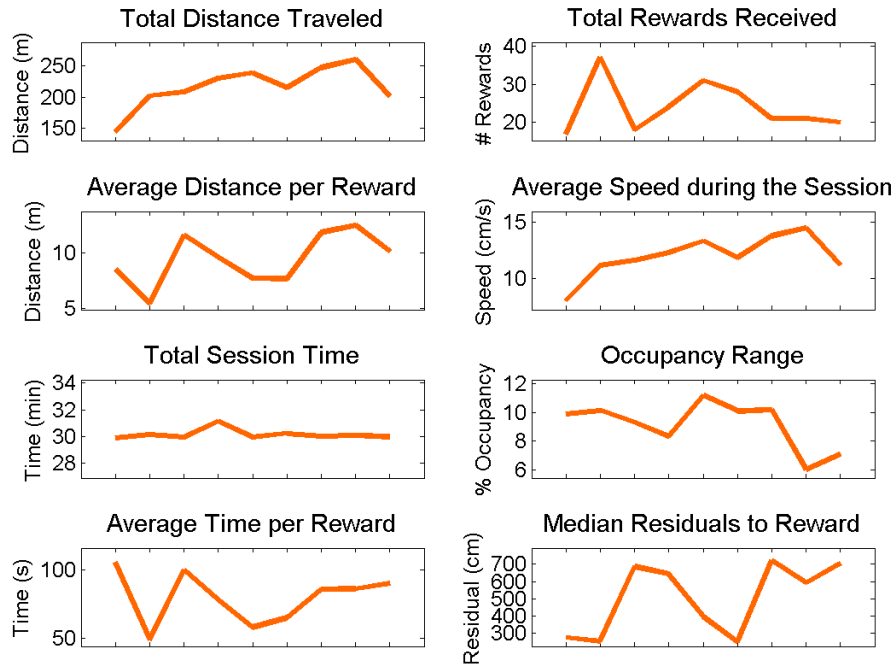 Total Distance Traveled
Distance (m)
250
200
150
Total Rewards Received
# Rewards
40
30
20
Average Distance per Reward
Distance (m)
10
5
Average Speed during the Session
Speed (cm/s)
15
10
Total Session Time
Time (min)
34
32
30
28
Occupancy Range
% Occupancy
12
10
8
6
Average Time per Reward
Time (s)
100
50
Median Residuals to Reward
Residual (cm)
700
600
500
400
300